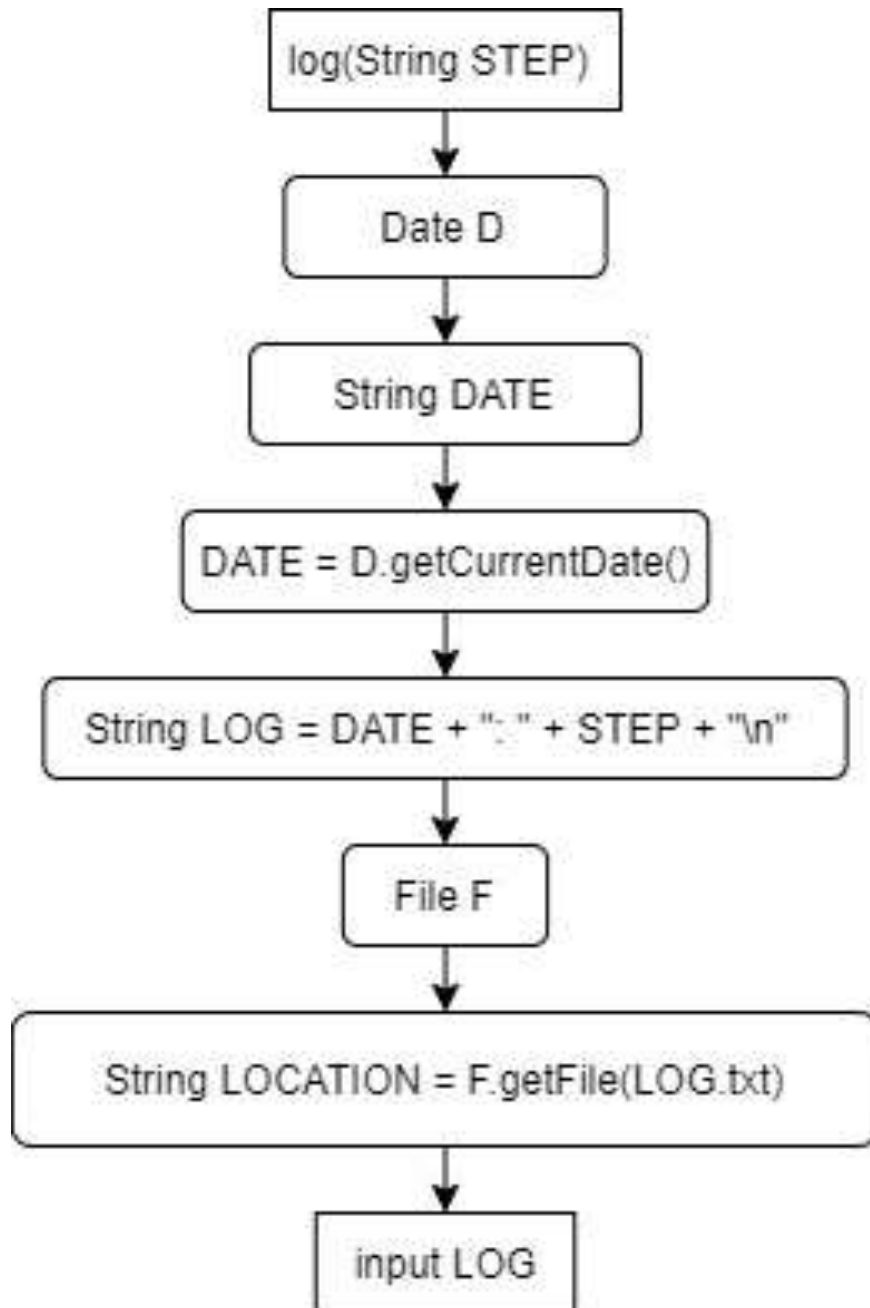 log(String STEP)
Date D
String DATE
DATE = D.getCurrentDate()
String LOG = DATE + ": " + STEP + "\n"
File F
String LOCATION = F.getFile(LOG.txt)
input LOG